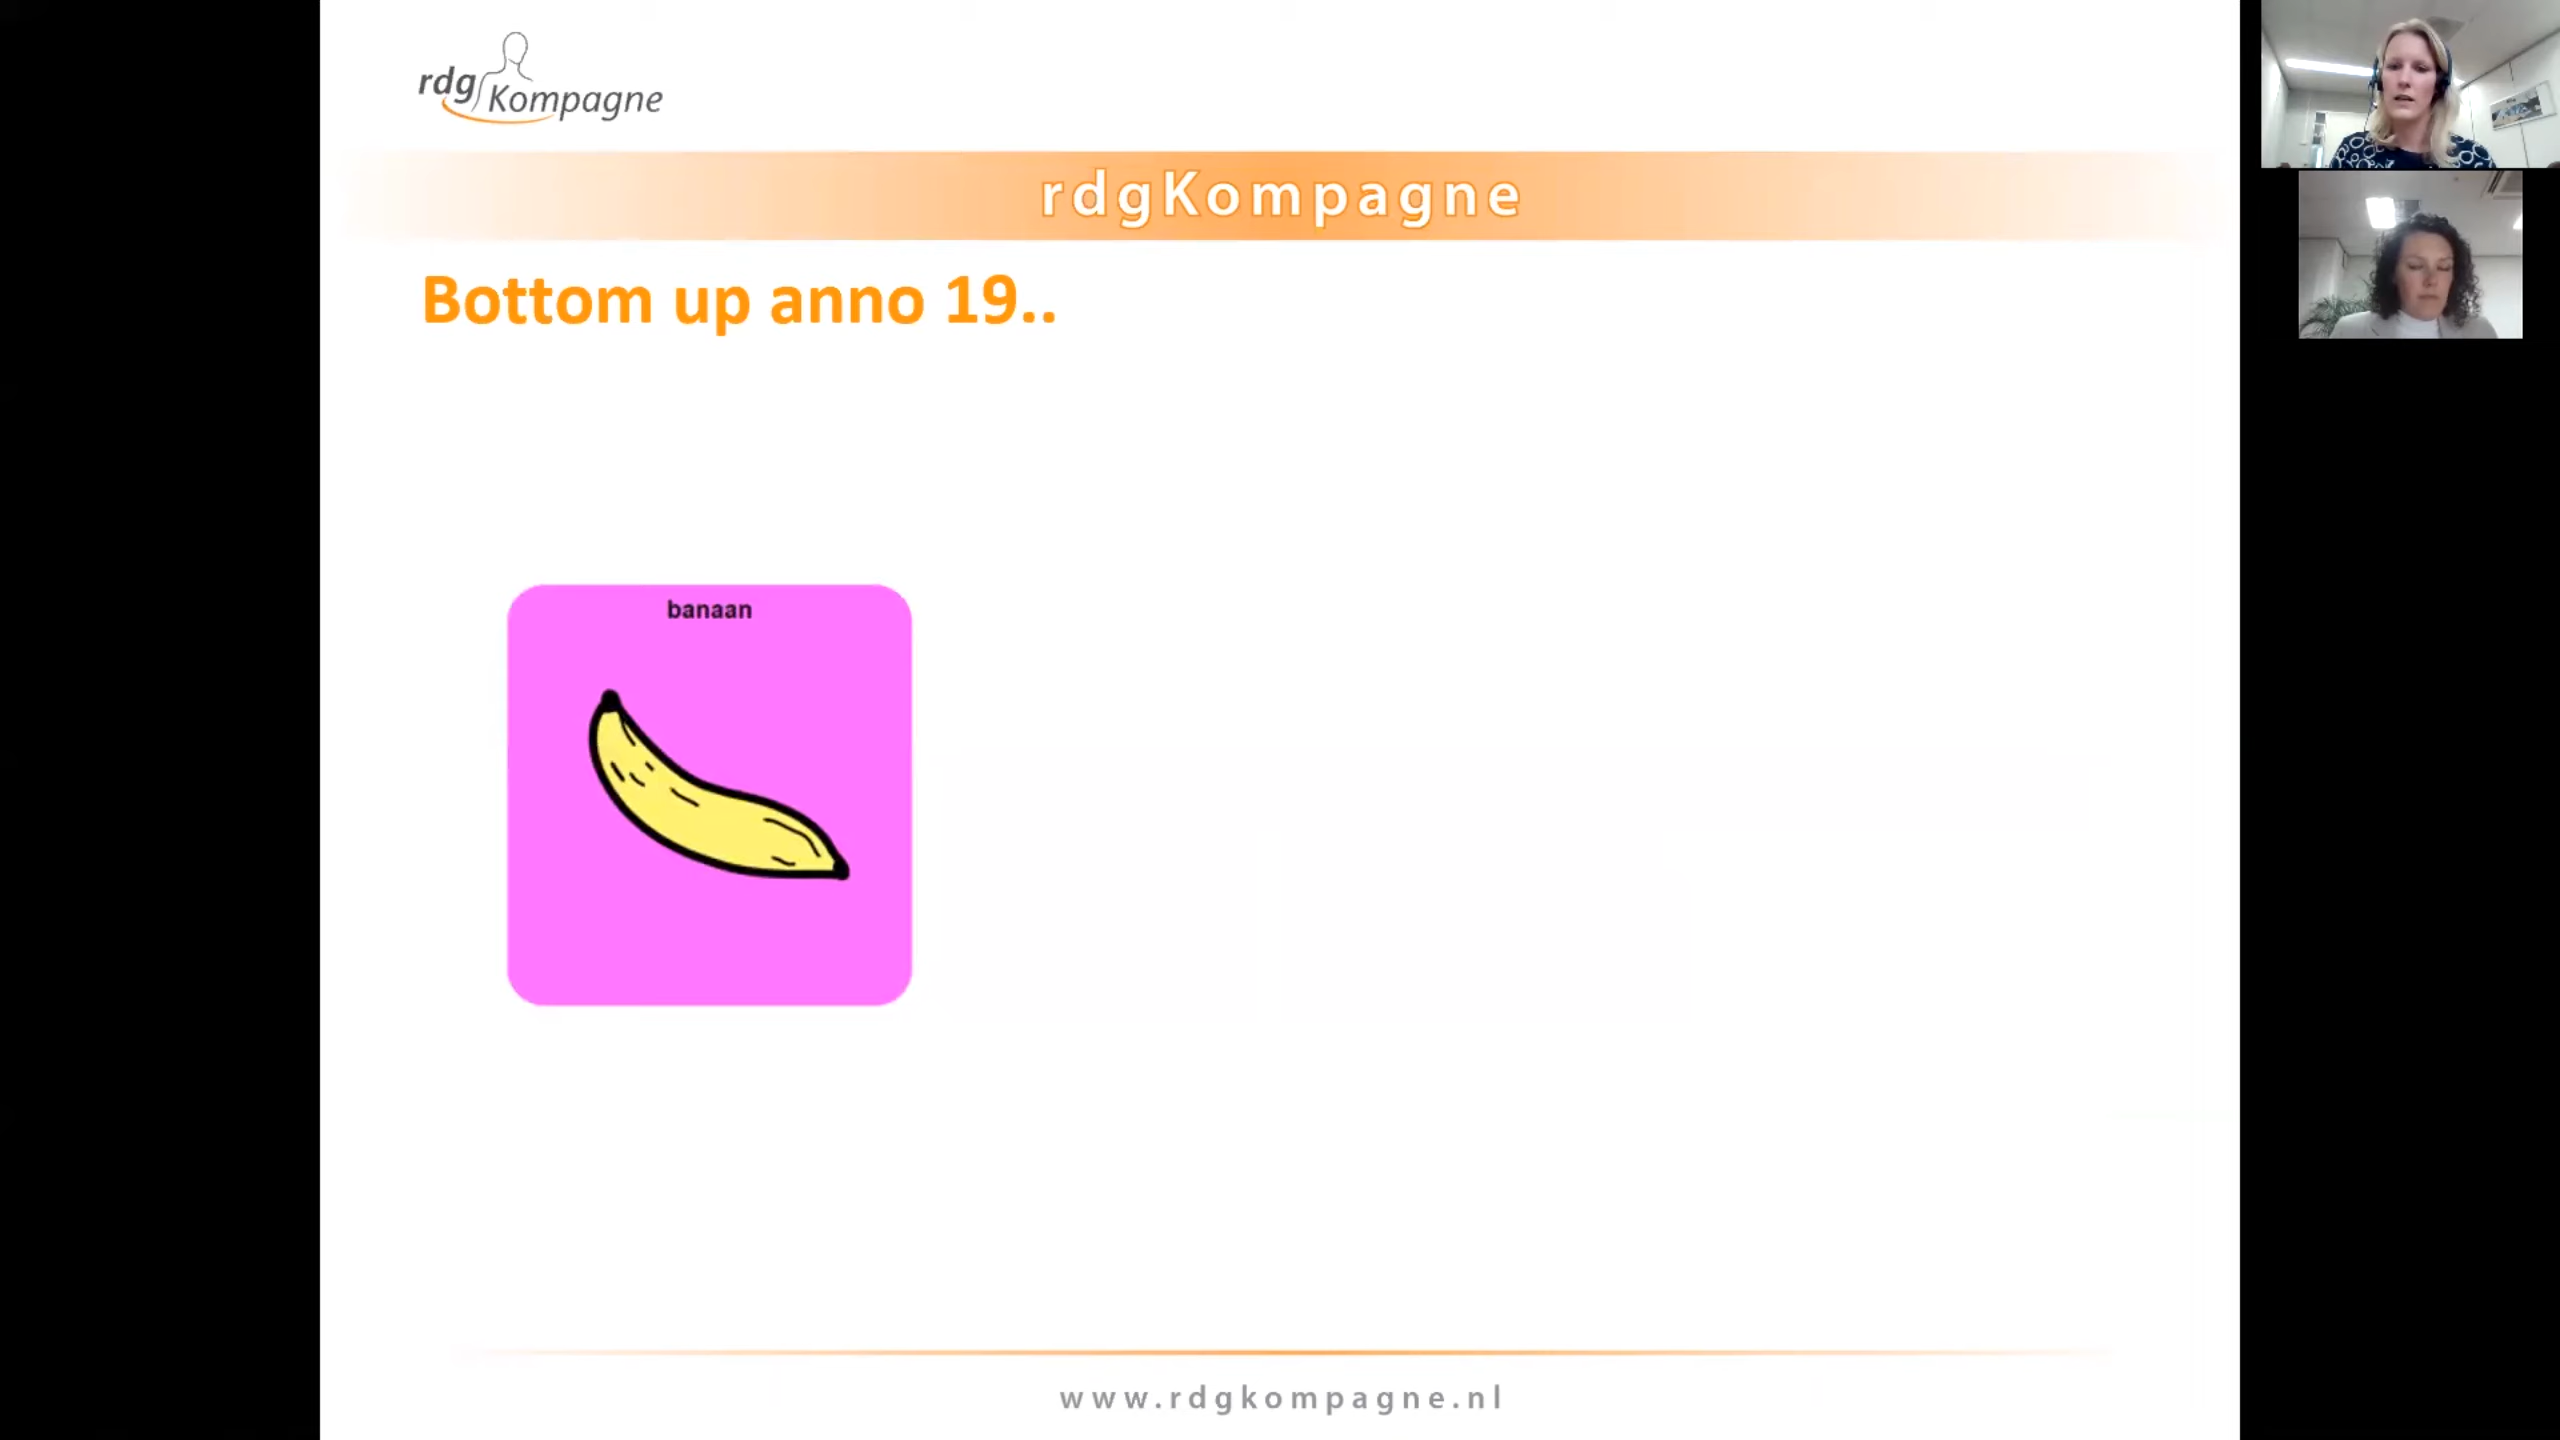 rdg Kompagne
rdgKompagne
Bottom up anno 19..
banaan
www.rdgkompagne.nl